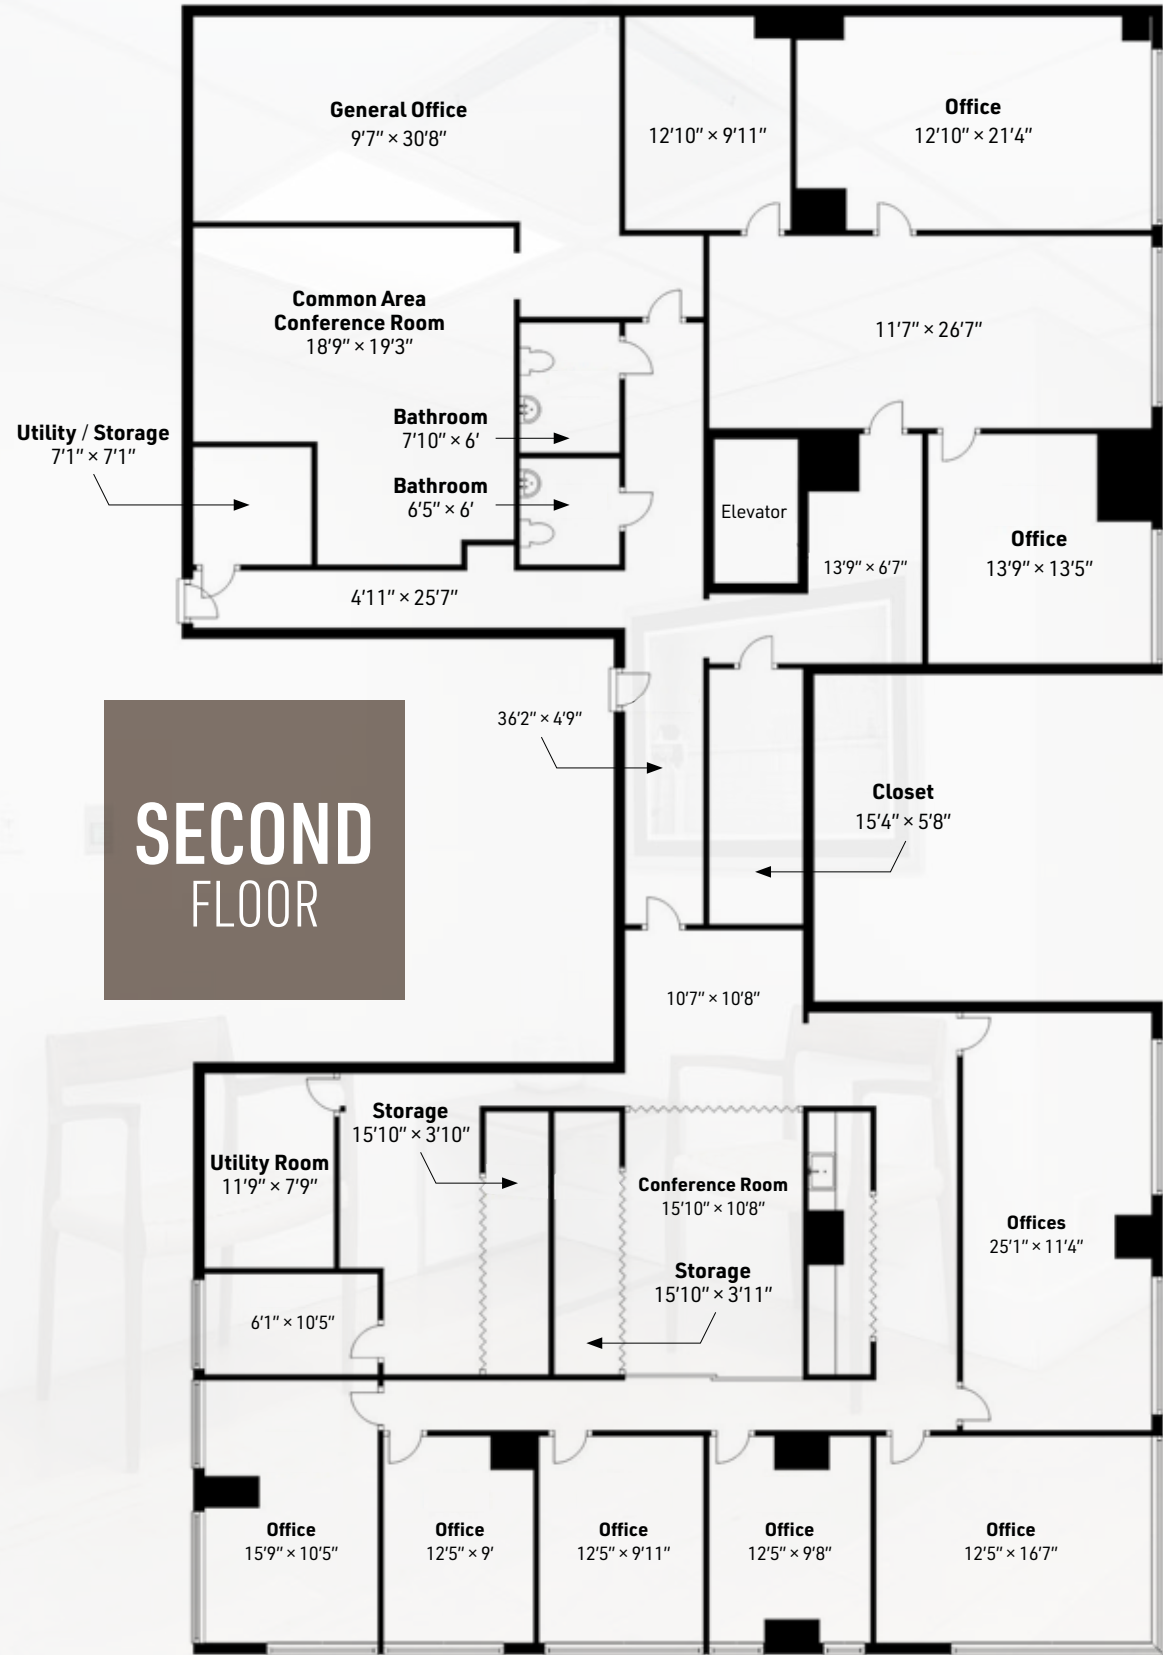 General Office
9'7" × 30'8"
12'10" × 9'11"
Office
12'10" × 21'4"
Common Area
Conference Room
18'9" × 19'3"
11'7" × 26'7"
Bathroom
7'10" × 6'
Utility / Storage
7'1" × 7'1"
Bathroom
6'5" × 6'
Elevator
Office
13'9" × 13'5"
13'9" × 6'7"
4'11" × 25'7"
36'2" × 4'9"
SECOND
FLOOR
Closet
15'4" × 5'8"
10'7" × 10'8"
Storage
15'10" × 3'10"
Utility Room
11'9" × 7'9"
Conference Room
15'10" × 10'8"
Offices
25'1" × 11'4"
Storage
15'10" × 3'11"
6'1" × 10'5"
Office
15'9" × 10'5"
Office
12'5" × 9'
Office
12'5" × 9'11"
Office
12'5" × 9'8"
Office
12'5" × 16'7"